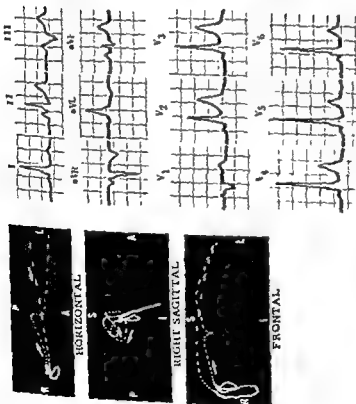 I II III
aVR aVL aVF
V1 V2 V3
V4 V5 V6
P
R L
A
HORIZONTAL
S
P A
I
RIGHT SAGITTAL
S
R L
I
FRONTAL